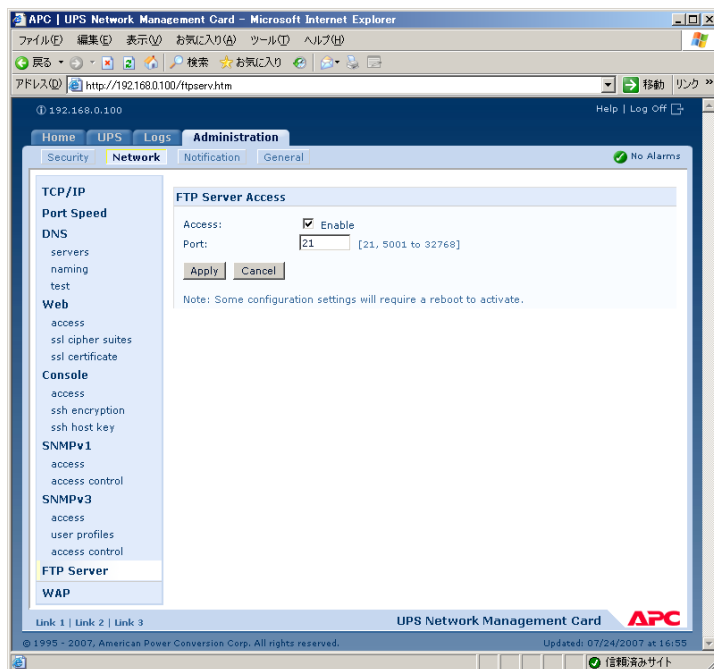 APC | UPS Network Management Card - Microsoft Internet Explorer
ファイル(F) 編集(E) 表示(V) お気に入り(A) ツール(T) ヘルプ(H)
戻る 検索 お気に入り
アドレス(D) http://192.168.0.100/ftpserv.htm 移動 リンク »
192.168.0.100 Help | Log Off
Home UPS Logs Administration
Security Network Notification General No Alarms
TCP/IP
Port Speed
DNS
servers
naming
test
Web
access
ssl cipher suites
ssl certificate
Console
access
ssh encryption
ssh host key
SNMPv1
access
access control
SNMPv3
access
user profiles
access control
FTP Server
WAP
FTP Server Access
Access: Enable
Port: 21 [21, 5001 to 32768]
Apply Cancel
Note: Some configuration settings will require a reboot to activate.
Link 1 | Link 2 | Link 3 UPS Network Management Card APC
© 1995 - 2007, American Power Conversion Corp. All rights reserved. Updated: 07/24/2007 at 16:55
信頼済みサイト